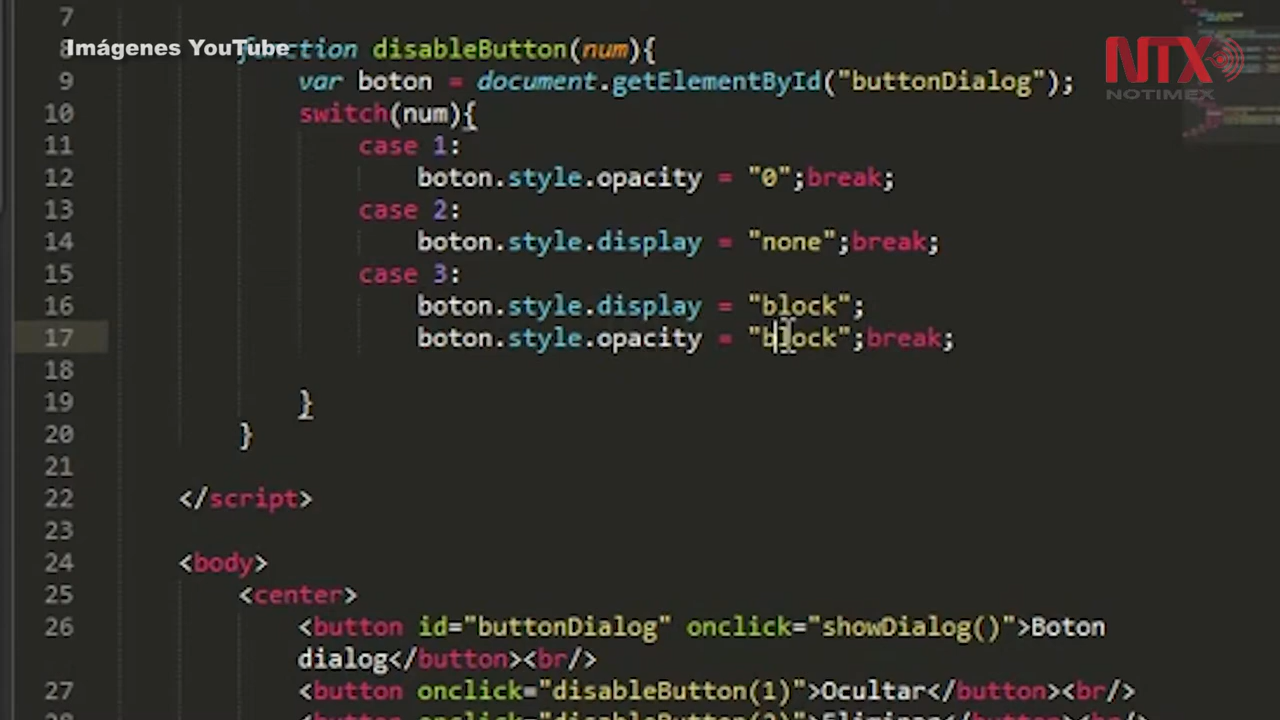 Imágenes YouTube
NTX
NOTIMEX
7
8 function disableButton(num){
9 var boton = document.getElementById("buttonDialog");
10 switch(num){
11 case 1:
12 boton.style.opacity = "0";break;
13 case 2:
14 boton.style.display = "none";break;
15 case 3:
16 boton.style.display = "block";
17 boton.style.opacity = "block";break;
18
19 }
20 }
21
22 </script>
23
24 <body>
25 <center>
26 <button id="buttonDialog" onclick="showDialog()">Boton
dialog</button><br/>
27 <button onclick="disableButton(1)">Ocultar</button><br/>